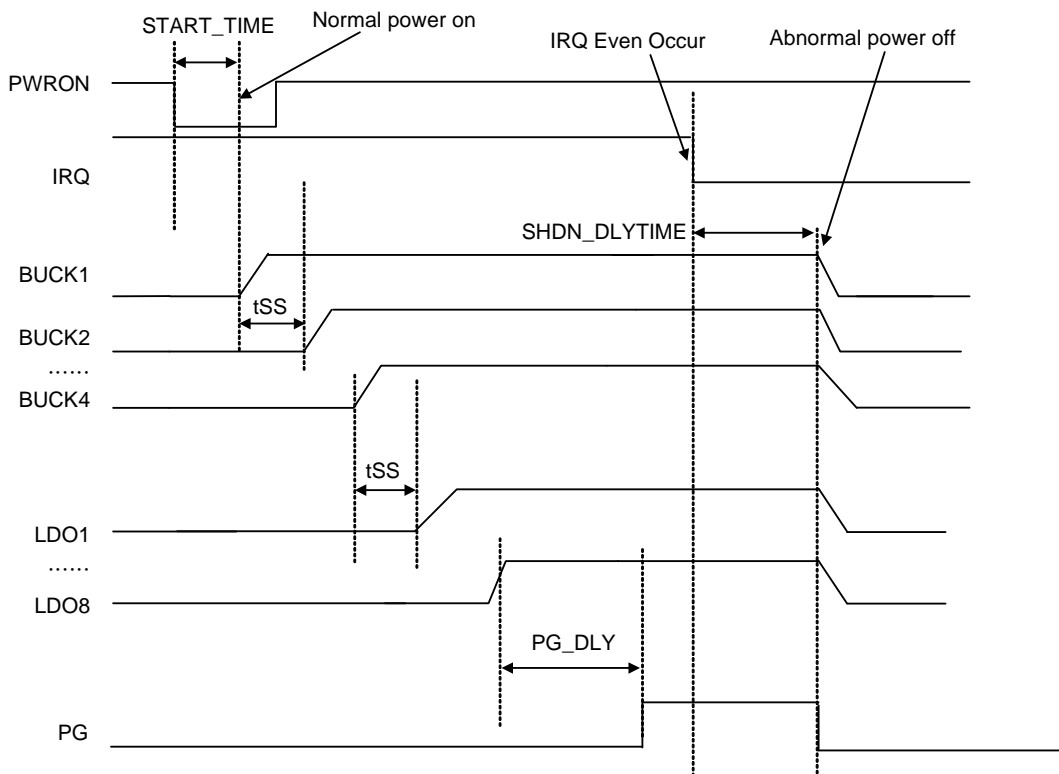 START_TIME
Normal power on
IRQ Even Occur
Abnormal power off
PWRON
IRQ
SHDN_DLYTIME
BUCK1
tSS
BUCK2
......
BUCK4
tSS
LDO1
......
LDO8
PG_DLY
PG